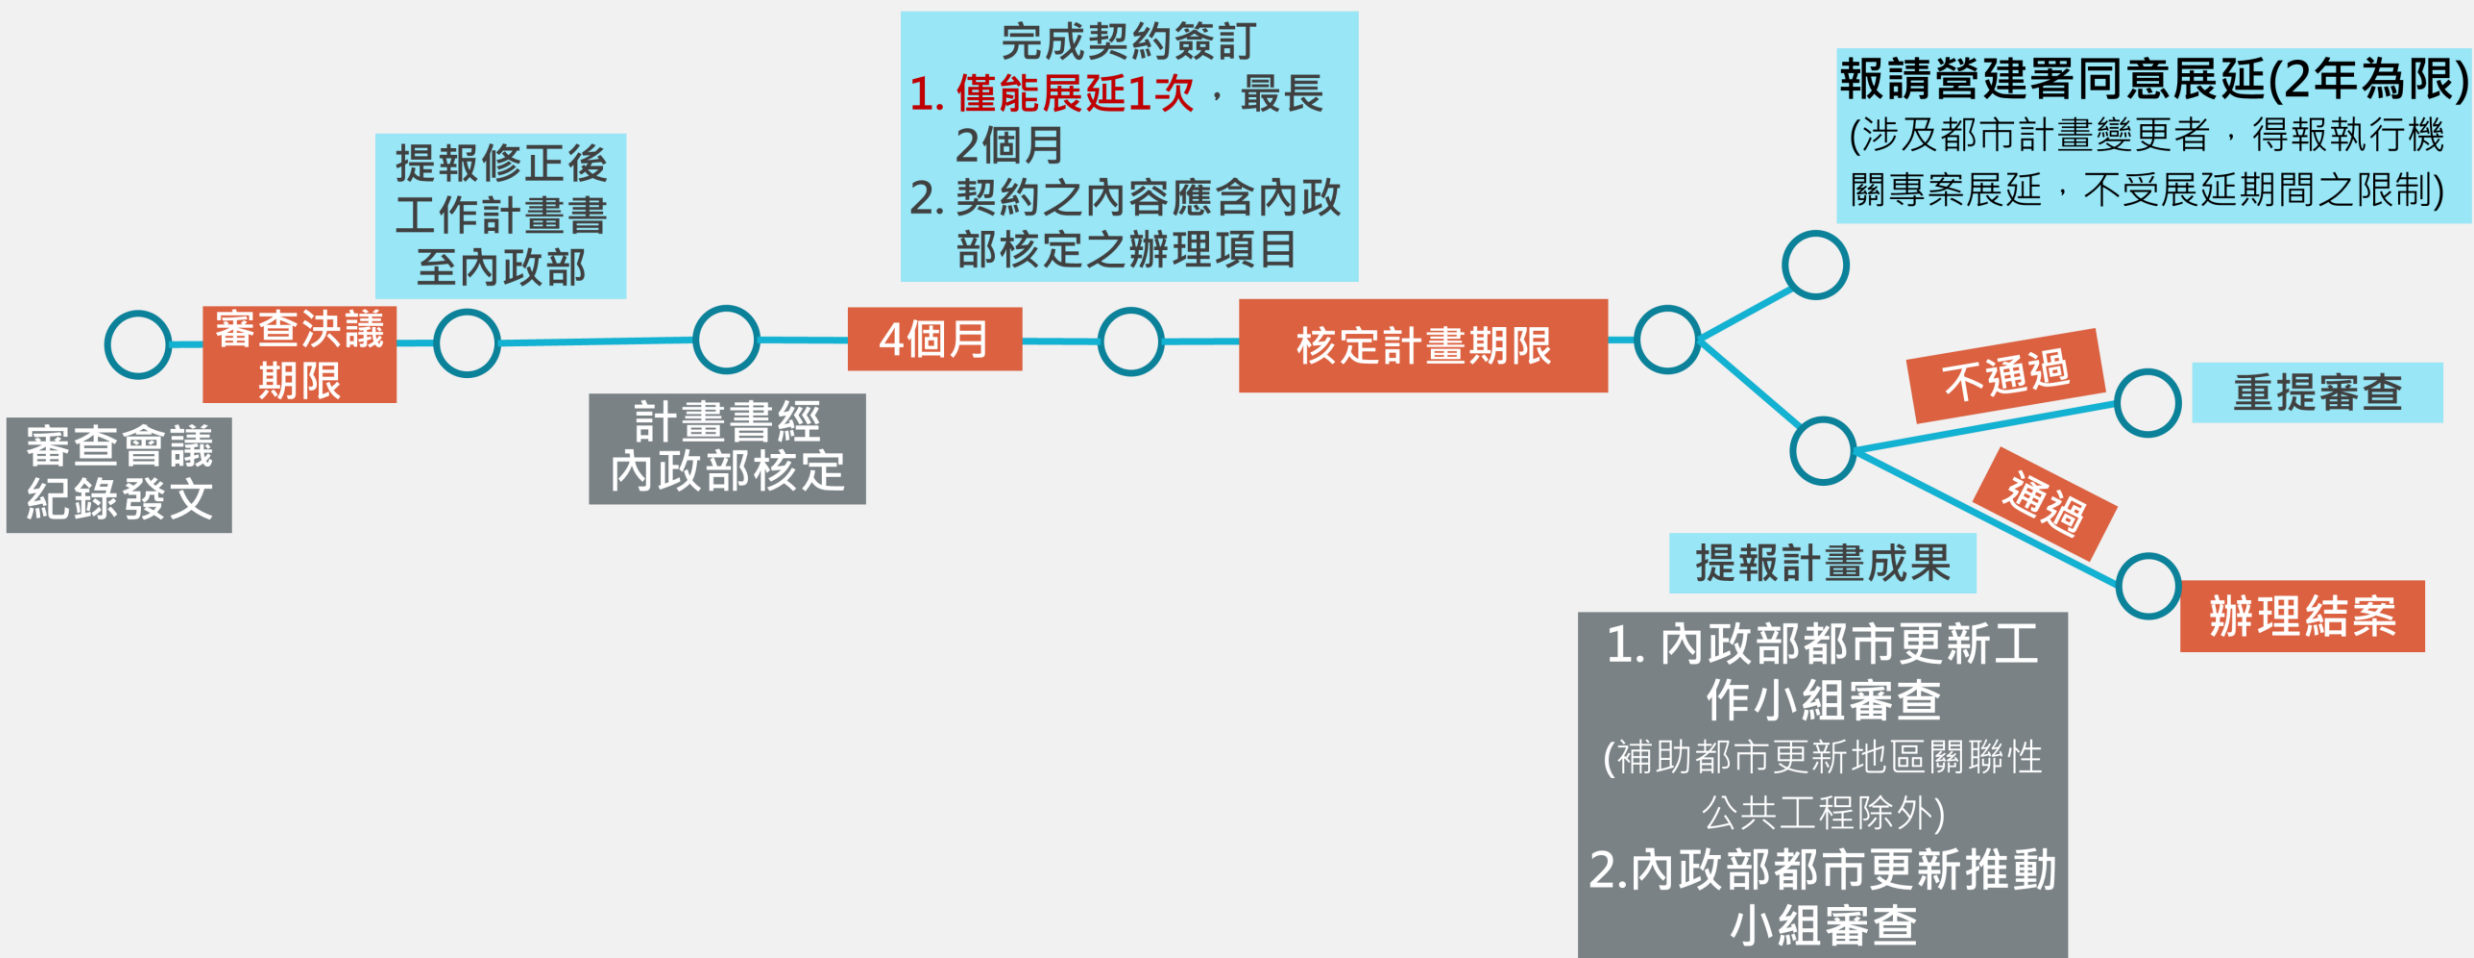 審查會議
紀錄發文
審查決議
期限
提報修正後
工作計畫書
至內政部
計畫書經
內政部核定
4個月
完成契約簽訂
1. 僅能展延1次，最長
2個月
2. 契約之內容應含內政
部核定之辦理項目
核定計畫期限
報請營建署同意展延(2年為限)
(涉及都市計畫變更者，得報執行機
關專案展延，不受展延期間之限制)
提報計畫成果
1. 內政部都市更新工
作小組審查
(補助都市更新地區關聯性
公共工程除外)
2.內政部都市更新推動
小組審查
不通過
重提審查
通過
辦理結案